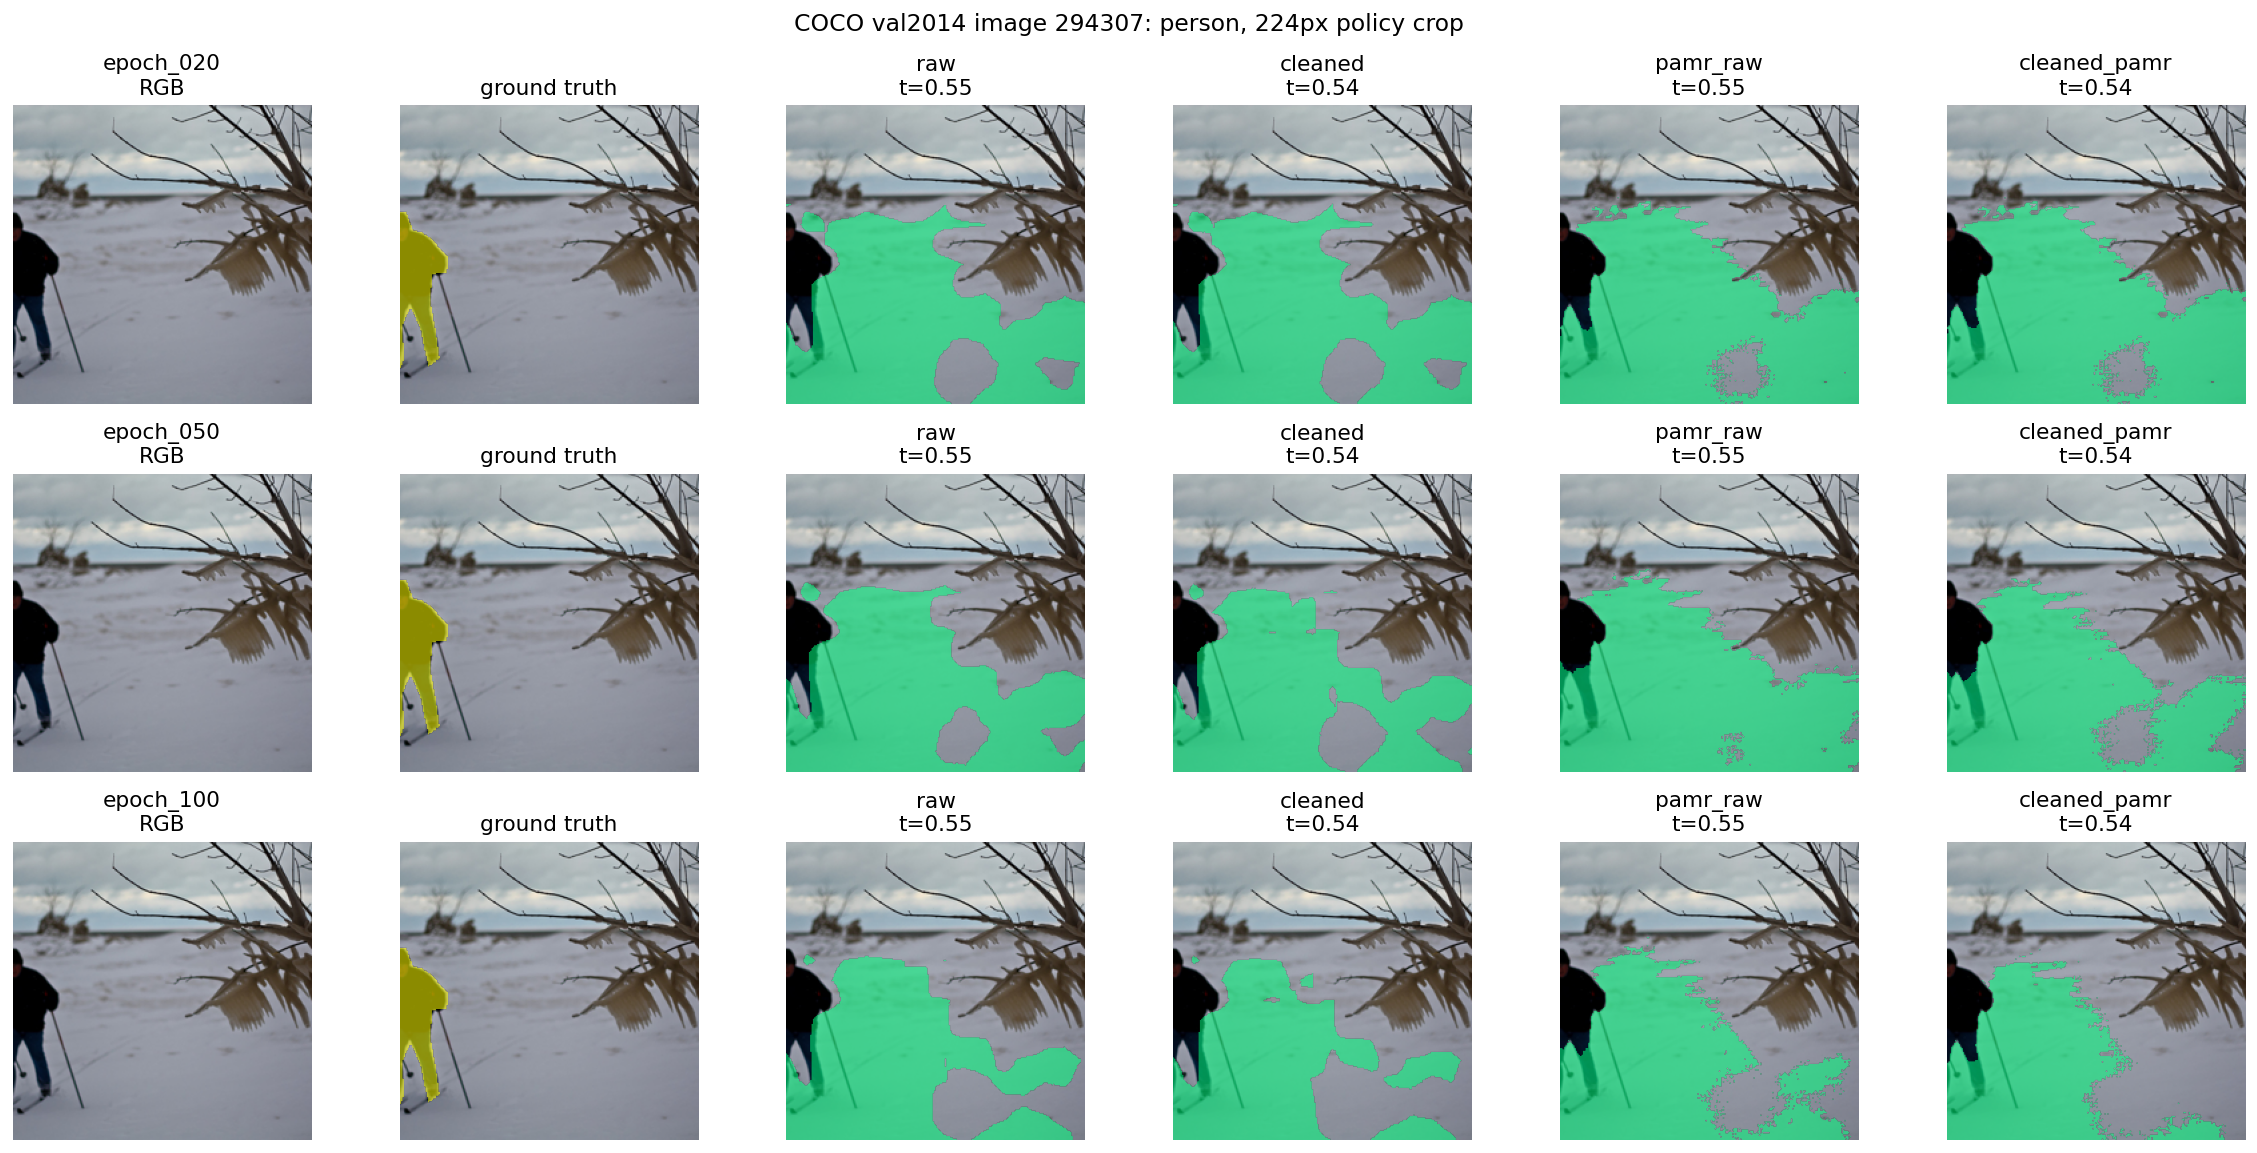 COCO val2014 image 294307: person, 224px policy crop
epoch_020
RGB
ground truth
raw
t=0.55
cleaned
t=0.54
pamr_raw
t=0.55
cleaned_pamr
t=0.54
epoch_050
RGB
ground truth
raw
t=0.55
cleaned
t=0.54
pamr_raw
t=0.55
cleaned_pamr
t=0.54
epoch_100
RGB
ground truth
raw
t=0.55
cleaned
t=0.54
pamr_raw
t=0.55
cleaned_pamr
t=0.54